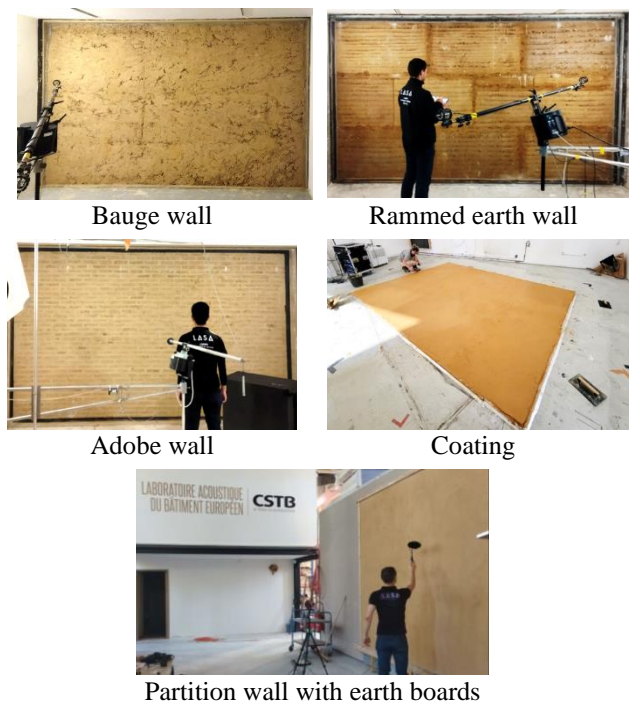 Bauge wall
Rammed earth wall
LASA
LASA
Adobe wall
Coating
LABORATOIRE ACOUSTIQUE
DU BÂTIMENT EUROPÉEN
CSTB
LASA
Partition wall with earth boards